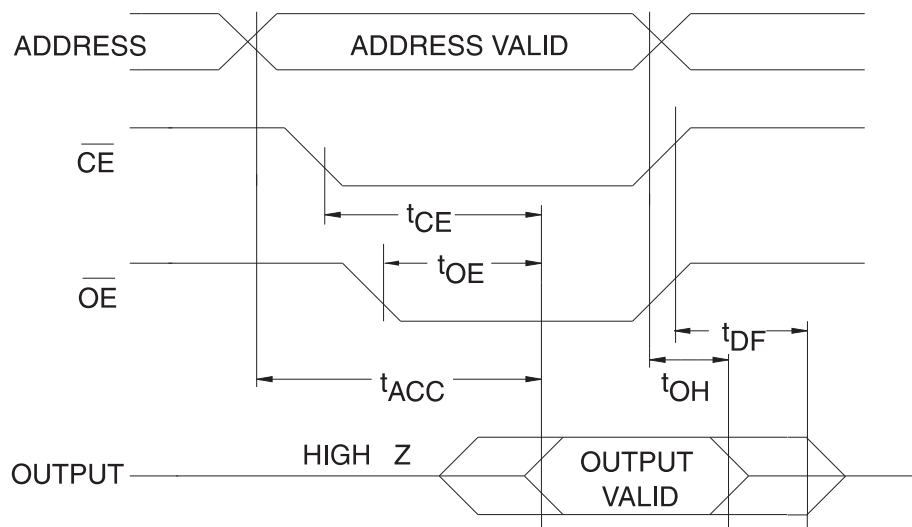 ADDRESS
ADDRESS VALID
CE
tCE
tOE
OE
tDF
tACC
tOH
HIGH Z
OUTPUT
OUTPUT
VALID